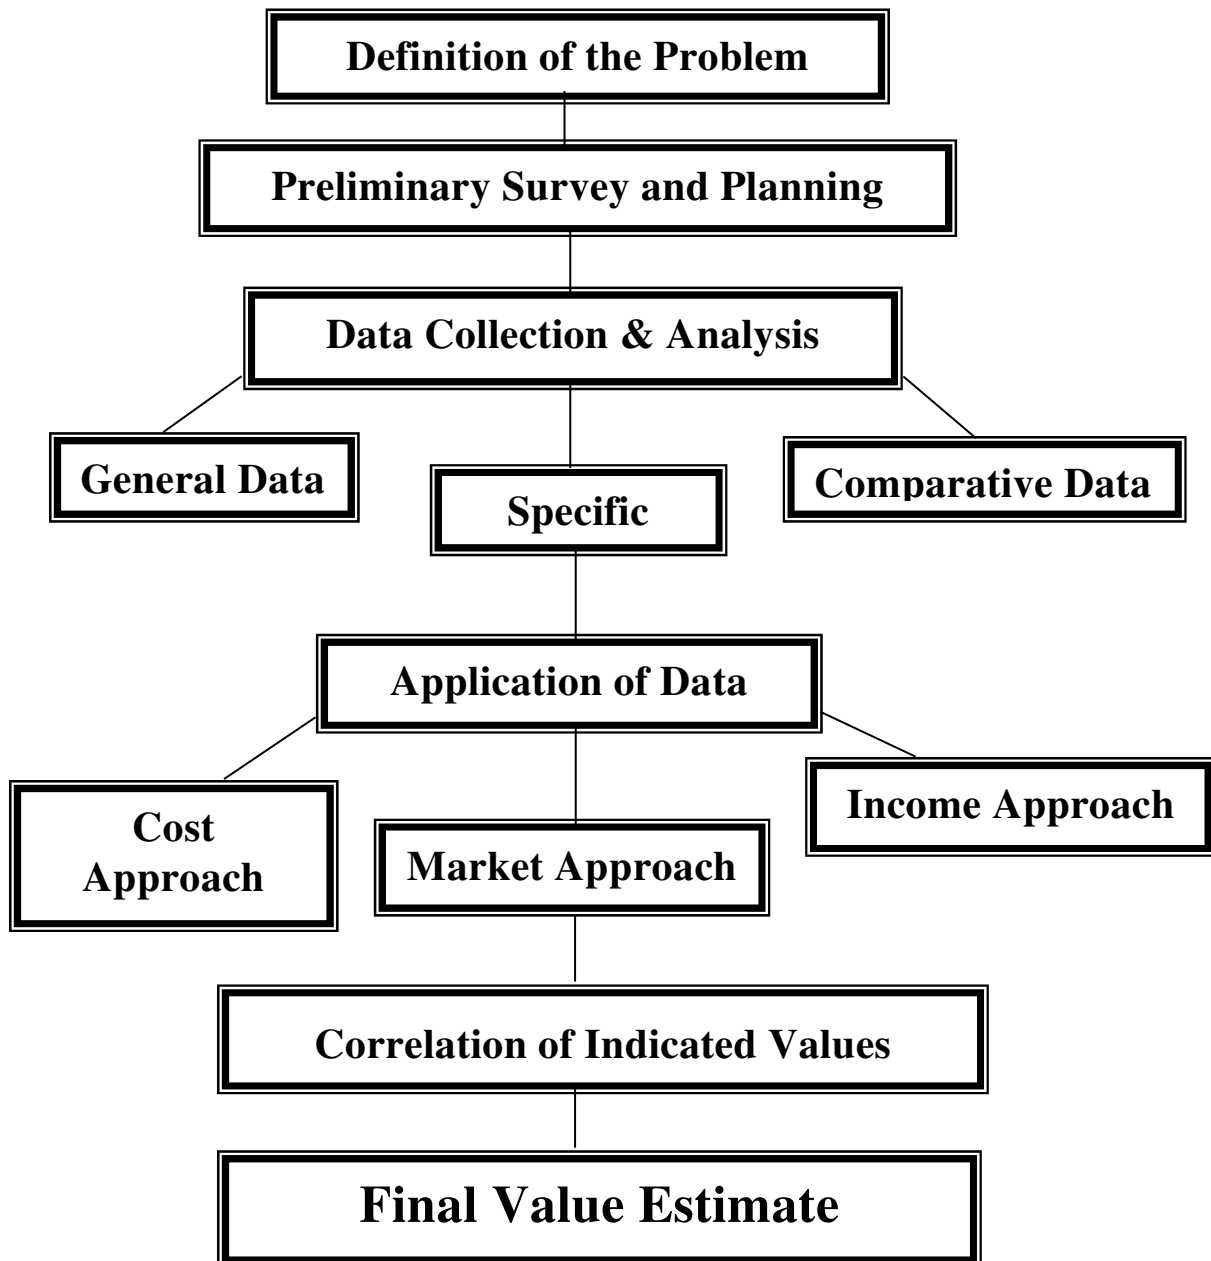 Definition of the Problem
Preliminary Survey and Planning
Data Collection & Analysis
General Data
Specific
Comparative Data
Application of Data
Cost
Approach
Market Approach
Income Approach
Correlation of Indicated Values
Final Value Estimate